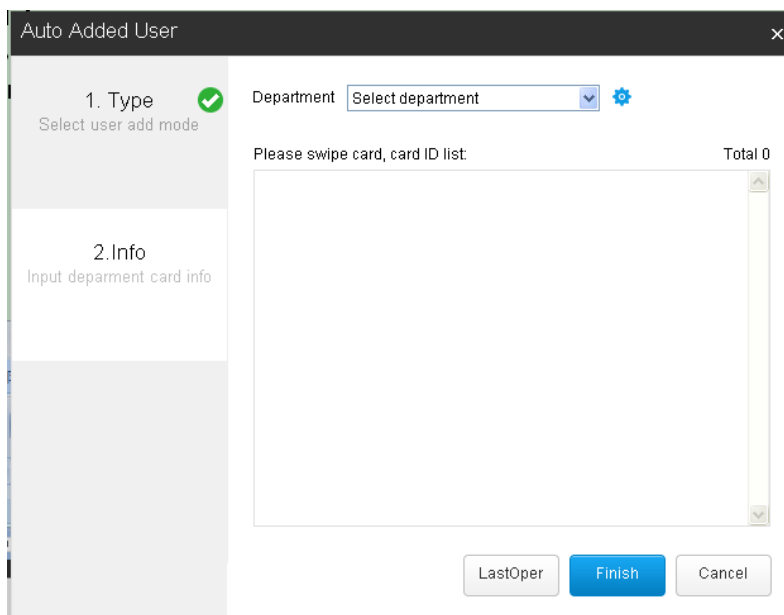 Auto Added User
1. Type
Select user add mode
2.Info
Input deparment card info
Department Select department
Please swipe card, card ID list: Total 0
LastOper Finish Cancel